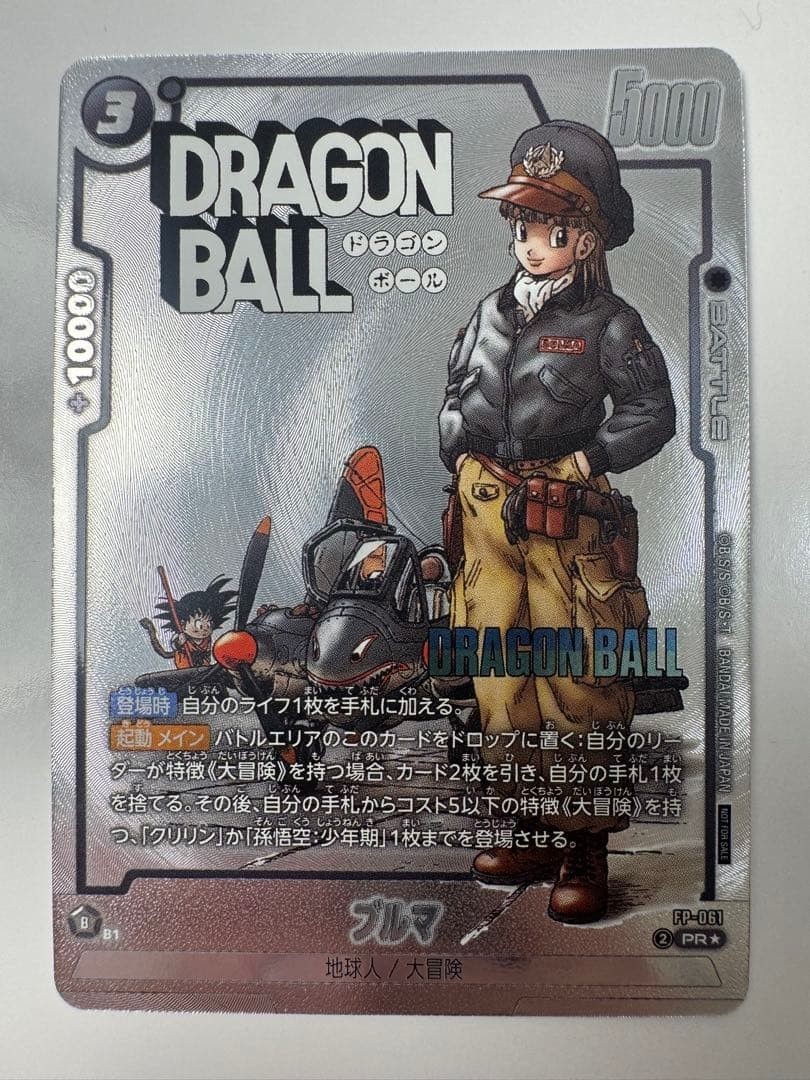 3
5000
DRAGON
BALL
ドラゴン
ボール
+10000
BATTLE
BULMA
DRAGON BALL
登場時 自分のライフ1枚を手札に加える。
起動メイン バトルエリアのこのカードをドロップに置く:自分のリー
ダーが特徴《大冒険》を持つ場合、カード2枚を引き、自分の手札1枚
を捨てる。その後、自分の手札からコスト5以下の特徴《大冒険》を持
つ、「クリリン」か「孫悟空:少年期」1枚までを登場させる。
©B・S/S ©B/S・T BANDAI MADE IN JAPAN
NOT FOR SALE
ブルマ
FP-061
B
B1
② PR★
地球人 / 大冒険